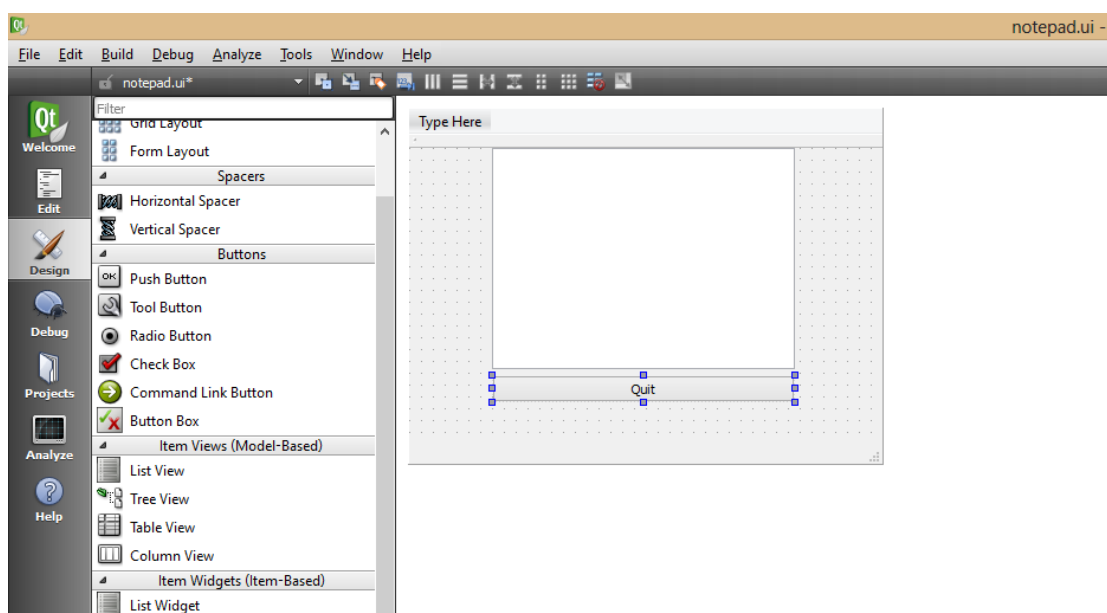 notepad.ui -
File Edit Build Debug Analyze Tools Window Help
notepad.ui*
Qt
Welcome
Edit
Design
Debug
Projects
Analyze
Help
Filter
Grid Layout
Form Layout
Spacers
Horizontal Spacer
Vertical Spacer
Buttons
OK Push Button
Tool Button
Radio Button
Check Box
Command Link Button
Button Box
Item Views (Model-Based)
List View
Tree View
Table View
Column View
Item Widgets (Item-Based)
List Widget
Type Here
Quit